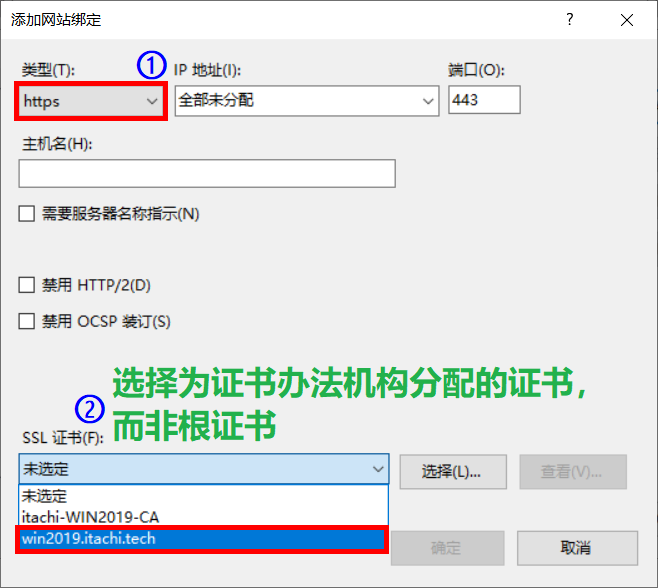 添加网站绑定
?
类型(T):
①
IP 地址(I):
端口(O):
https
全部未分配
443
主机名(H):
需要服务器名称指示(N)
禁用 HTTP/2(D)
禁用 OCSP 装订(S)
选择为证书办法机构分配的证书，
②
而非根证书
SSL 证书(F):
未选定
选择(L)...
查看(V)...
未选定
itachi-WIN2019-CA
win2019.itachi.tech
确定
取消